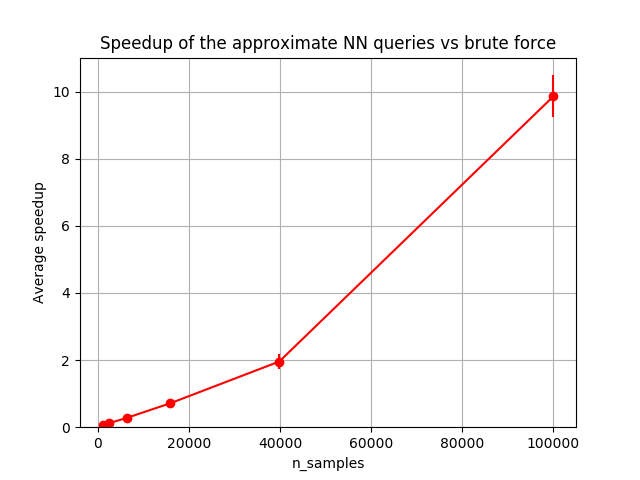 Speedup of the approximate NN queries vs brute force
10
8
6
4
2
0
Average speedup
0 20000 40000 60000 80000 100000
n_samples